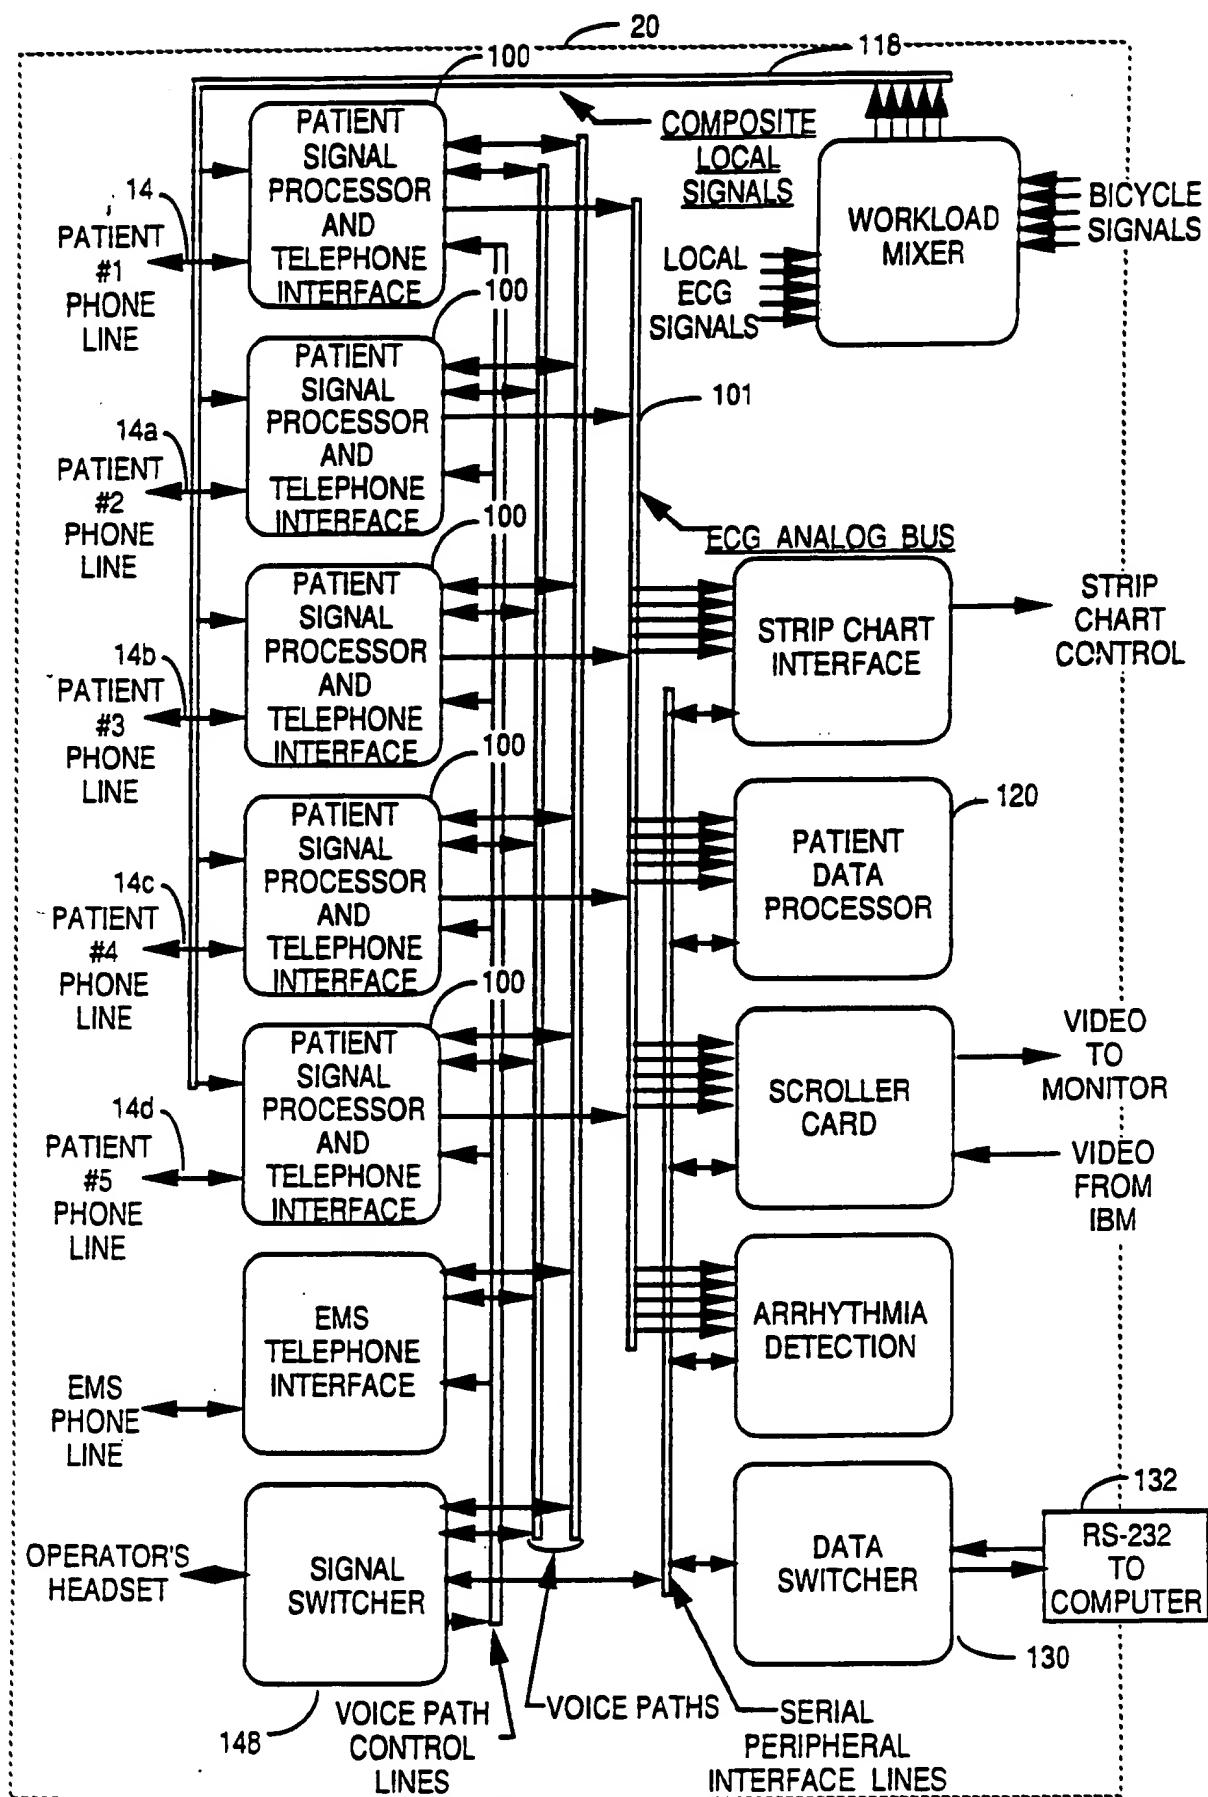 20
100
118
PATIENT
SIGNAL
PROCESSOR
AND
TELEPHONE
INTERFACE
COMPOSITE
LOCAL
SIGNALS
WORKLOAD
MIXER
BICYCLE
SIGNALS
LOCAL
ECG
SIGNALS
14
PATIENT
#1
PHONE
LINE
100
PATIENT
SIGNAL
PROCESSOR
AND
TELEPHONE
INTERFACE
101
14a
PATIENT
#2
PHONE
LINE
ECG ANALOG BUS
100
PATIENT
SIGNAL
PROCESSOR
AND
TELEPHONE
INTERFACE
STRIP CHART
INTERFACE
STRIP
CHART
CONTROL
14b
PATIENT
#3
PHONE
LINE
100
PATIENT
SIGNAL
PROCESSOR
AND
TELEPHONE
INTERFACE
120
PATIENT
DATA
PROCESSOR
14c
PATIENT
#4
PHONE
LINE
100
PATIENT
SIGNAL
PROCESSOR
AND
TELEPHONE
INTERFACE
SCROLLER
CARD
VIDEO
TO
MONITOR
VIDEO
FROM
IBM
14d
PATIENT
#5
PHONE
LINE
EMS
TELEPHONE
INTERFACE
ARRHYTHMIA
DETECTION
EMS
PHONE
LINE
132
RS-232
TO
COMPUTER
OPERATOR'S
HEADSET
SIGNAL
SWITCHER
DATA
SWITCHER
130
148
VOICE PATH
CONTROL
LINES
VOICE PATHS
SERIAL
PERIPHERAL
INTERFACE LINES